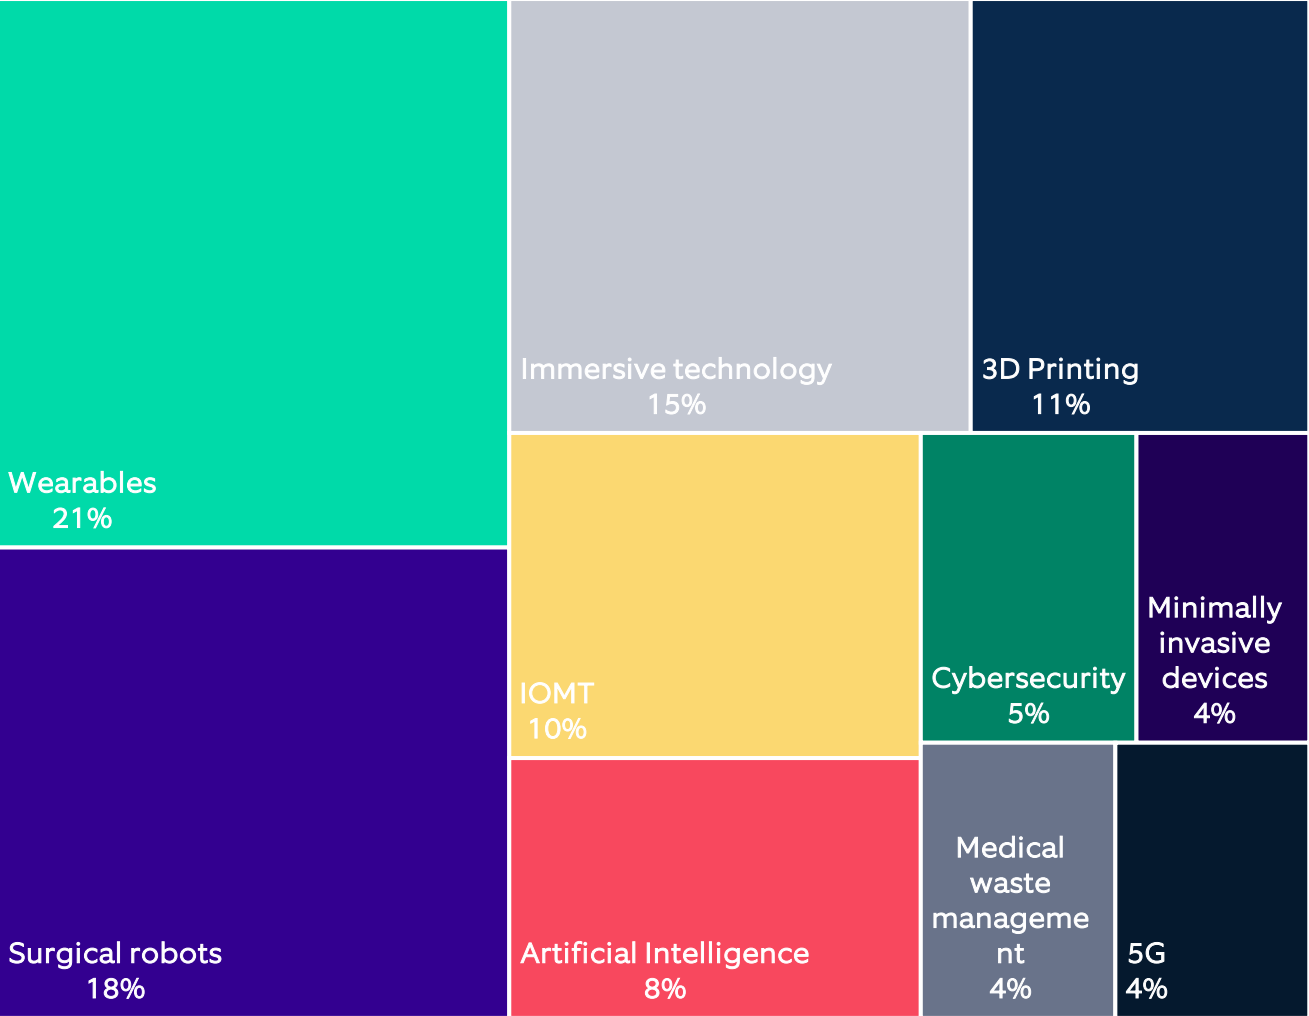 Wearables
21%
Surgical robots
18%
Immersive technology
15%
3D Printing
11%
IOMT
10%
Artificial Intelligence
8%
Cybersecurity
5%
Minimally
invasive
devices
4%
Medical
waste
manageme
nt
4%
5G
4%